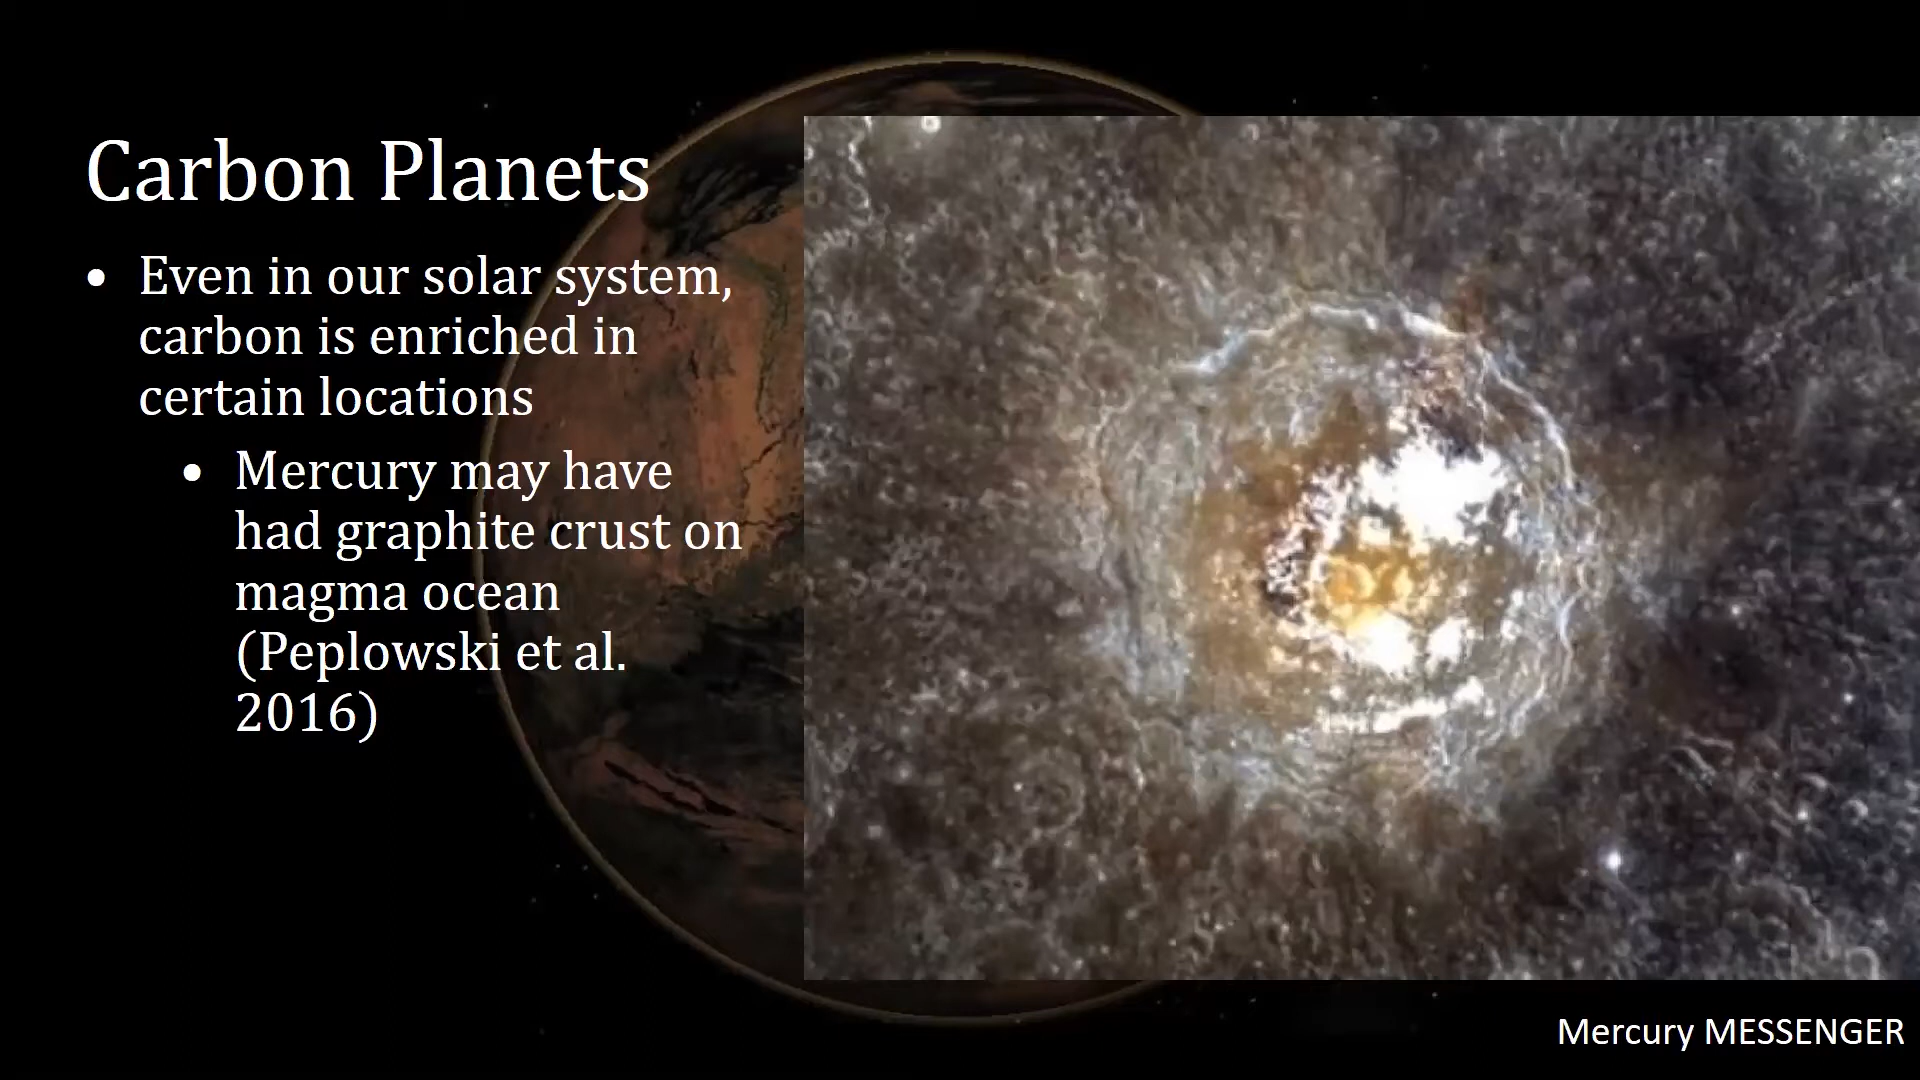 Carbon Planets
• Even in our solar system,
carbon is enriched in
certain locations
• Mercury may have
had graphite crust on
magma ocean
(Peplowski et al.
2016)
Mercury MESSENGER